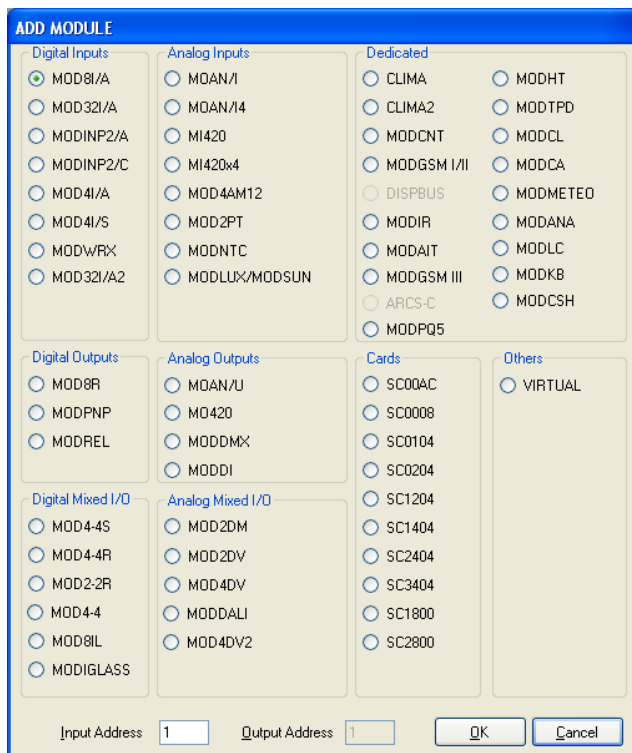 ADD MODULE
Digital Inputs
MOD8I/A
MOD32I/A
MODINP2/A
MODINP2/C
MOD4I/A
MOD4I/S
MODWRX
MOD32I/A2
Analog Inputs
MOAN/I
MOAN/I4
MI420
MI420x4
MOD4AM12
MOD2PT
MODNTC
MODLUX/MODSUN
Dedicated
CLIMA
CLIMA2
MODCNT
MODGSM I/II
DISPBUS
MODIR
MODAIT
MODGSM III
ARCS-C
MODPQ5
MODHT
MODTPD
MODCL
MODCA
MODMETEO
MODANA
MODLC
MODKB
MODCSH
Digital Outputs
MOD8R
MODPNP
MODREL
Analog Outputs
MOAN/U
MO420
MODDMX
MODDI
Cards
SC00AC
SC0008
SC0104
SC0204
SC1204
SC1404
SC2404
SC3404
SC1800
SC2800
Others
VIRTUAL
Digital Mixed I/O
MOD4-4S
MOD4-4R
MOD2-2R
MOD4-4
MOD8IL
MODIGLASS
Analog Mixed I/O
MOD2DM
MOD2DV
MOD4DV
MODDALI
MOD4DV2
Input Address 1 Output Address 1 OK Cancel